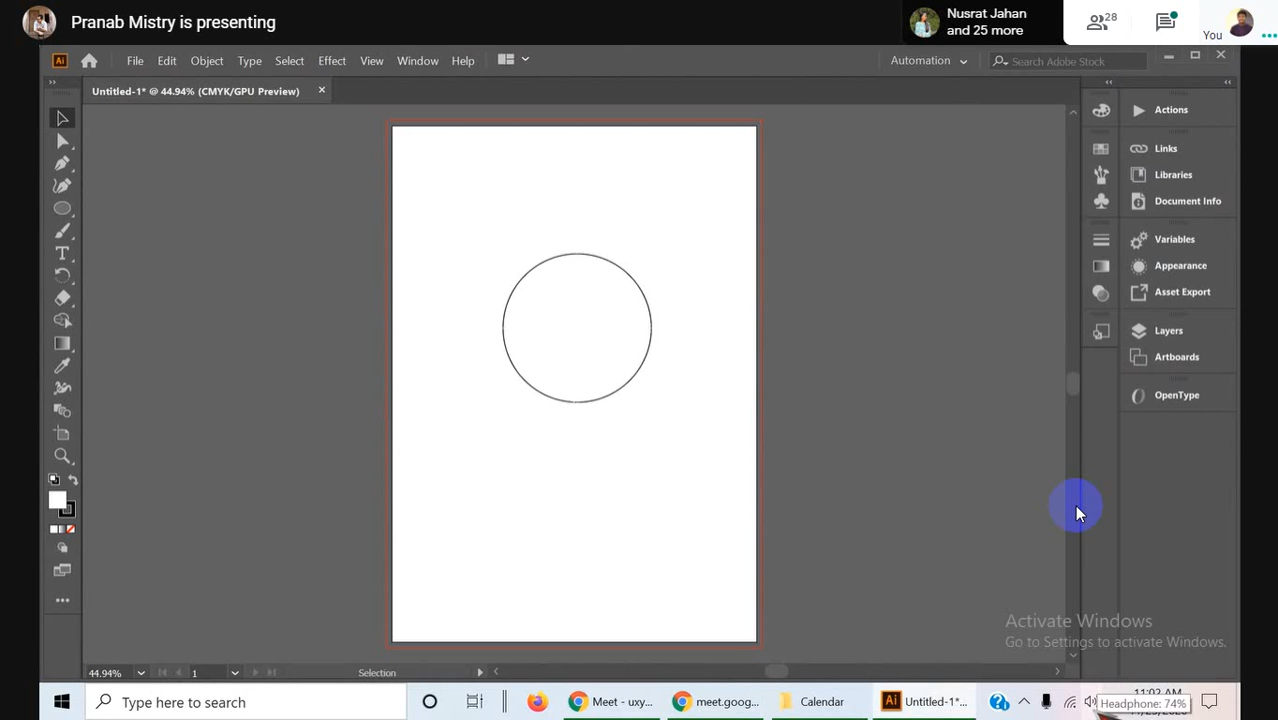 Pranab Mistry is presenting
Nusrat Jahan
and 25 more
28
You
Ai
File
Edit
Object
Type
Select
Effect
View
Window
Help
Automation
Search Adobe Stock
Untitled-1* @ 44.94% (CMYK/GPU Preview)
Actions
Links
Libraries
Document Info
Variables
Appearance
Asset Export
Layers
Artboards
OpenType
Activate Windows
Go to Settings to activate Windows.
44.94%
1
Selection
Type here to search
Meet - uxy...
meet.goog...
Calendar
Ai
Untitled-1*...
11:02 AM
Headphone: 74%